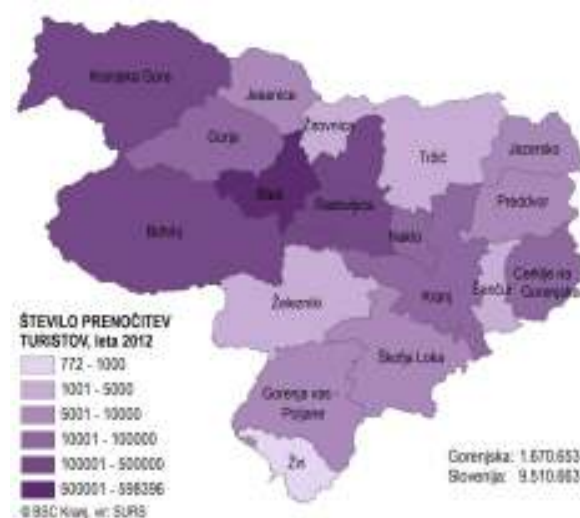 Kranjska Gora
Jesenice
Žirovnica
Tržič
Jezersko
Gorje
Bled
Radovljica
Preddvor
Bohinj
Naklo
Cerklje na
Gorenjskem
Šenčur
Kranj
Železniki
Škofja Loka
Gorenja vas -
Poljane
Žiri
ŠTEVILO PRENOČITEV
TURISTOV, leta 2012
772 - 1000
1001 - 5000
5001 - 10000
10001 - 100000
100001 - 500000
500001 - 598396
© BSC Kranj, vir: SURS
Gorenjska: 1.670.653
Slovenija: 9.510.663